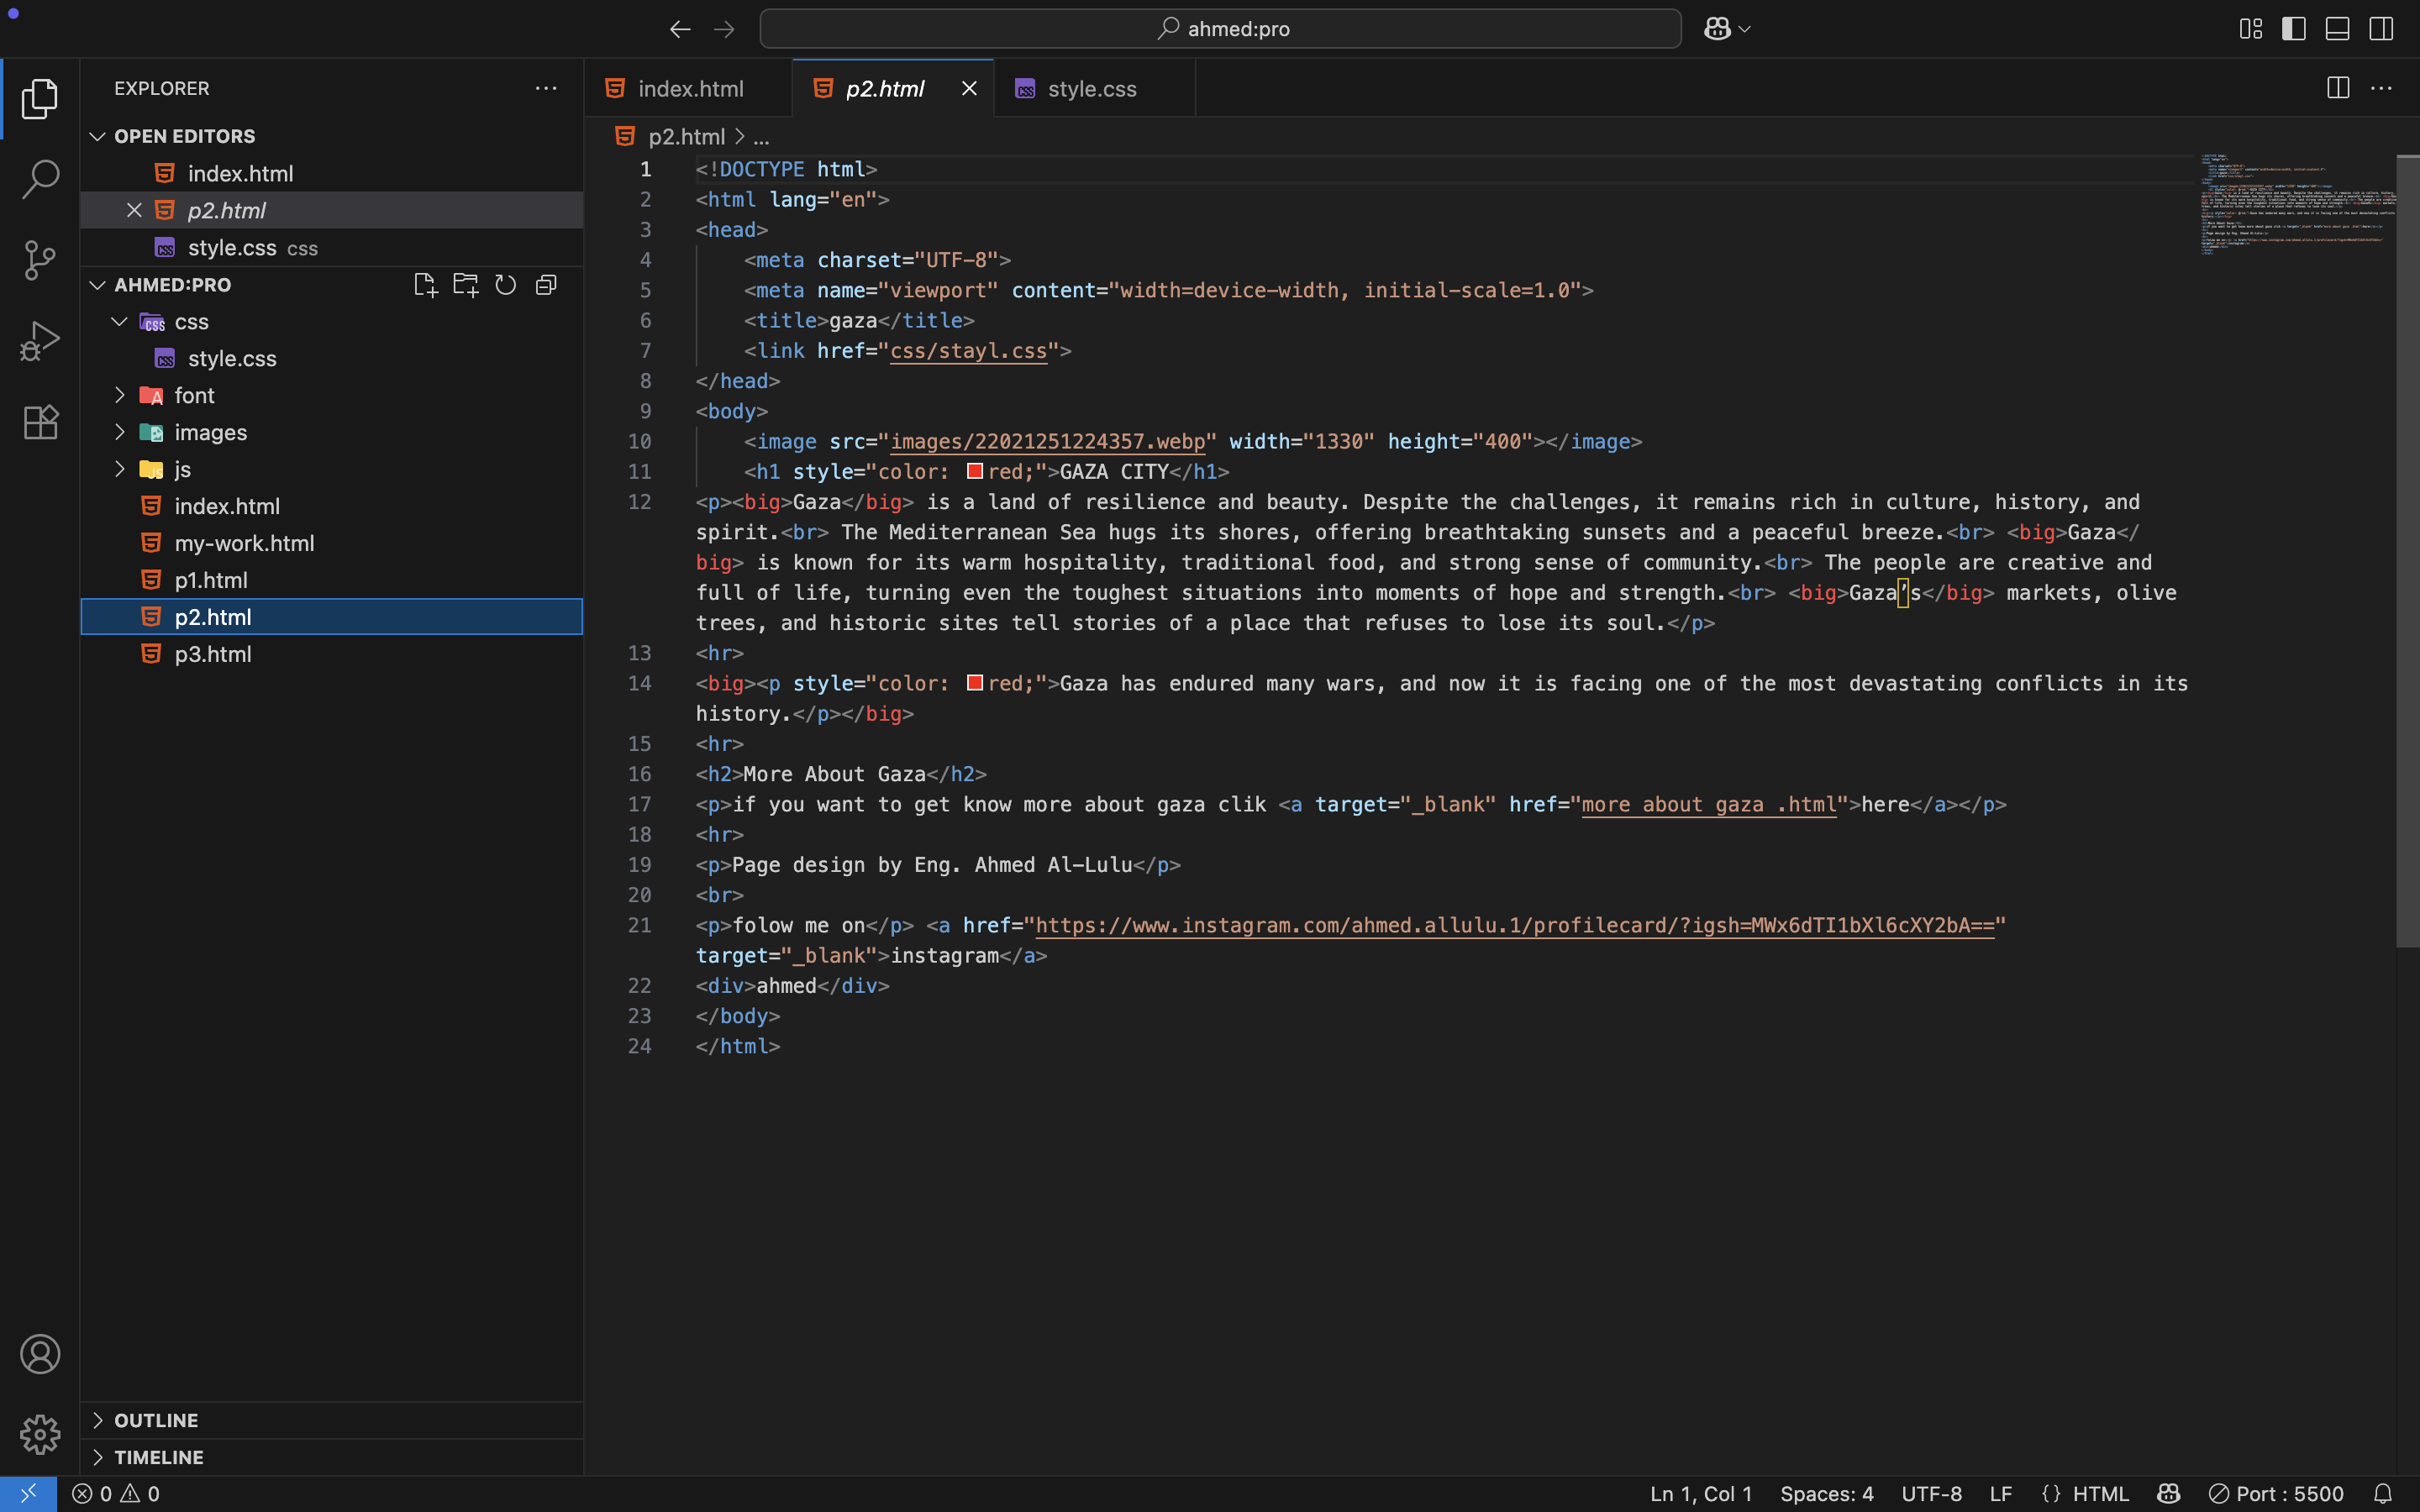 ahmed:pro
EXPLORER
OPEN EDITORS
index.html
p2.html
style.css css
AHMED:PRO
css
style.css
font
images
js
index.html
my-work.html
p1.html
p2.html
p3.html
OUTLINE
TIMELINE
index.html
p2.html
style.css
p2.html > ...
1 <!DOCTYPE html>
2 <html lang="en">
3 <head>
4 <meta charset="UTF-8">
5 <meta name="viewport" content="width=device-width, initial-scale=1.0">
6 <title>gaza</title>
7 <link href="css/stayl.css">
8 </head>
9 <body>
10 <image src="images/22021251224357.webp" width="1330" height="400"></image>
11 <h1 style="color: red;">GAZA CITY</h1>
12 <p><big>Gaza</big> is a land of resilience and beauty. Despite the challenges, it remains rich in culture, history, and
spirit.<br> The Mediterranean Sea hugs its shores, offering breathtaking sunsets and a peaceful breeze.<br> <big>Gaza</
big> is known for its warm hospitality, traditional food, and strong sense of community.<br> The people are creative and
full of life, turning even the toughest situations into moments of hope and strength.<br> <big>Gaza’s</big> markets, olive
trees, and historic sites tell stories of a place that refuses to lose its soul.</p>
13 <hr>
14 <big><p style="color: red;">Gaza has endured many wars, and now it is facing one of the most devastating conflicts in its
history.</p></big>
15 <hr>
16 <h2>More About Gaza</h2>
17 <p>if you want to get know more about gaza clik <a target="_blank" href="more about gaza .html">here</a></p>
18 <hr>
19 <p>Page design by Eng. Ahmed Al-Lulu</p>
20 <br>
21 <p>folow me on</p> <a href="https://www.instagram.com/ahmed.allulu.1/profilecard/?igsh=MWx6dTI1bXl6cXY2bA=="
target="_blank">instagram</a>
22 <div>ahmed</div>
23 </body>
24 </html>
0 0
Ln 1, Col 1
Spaces: 4
UTF-8
LF
{} HTML
Port : 5500